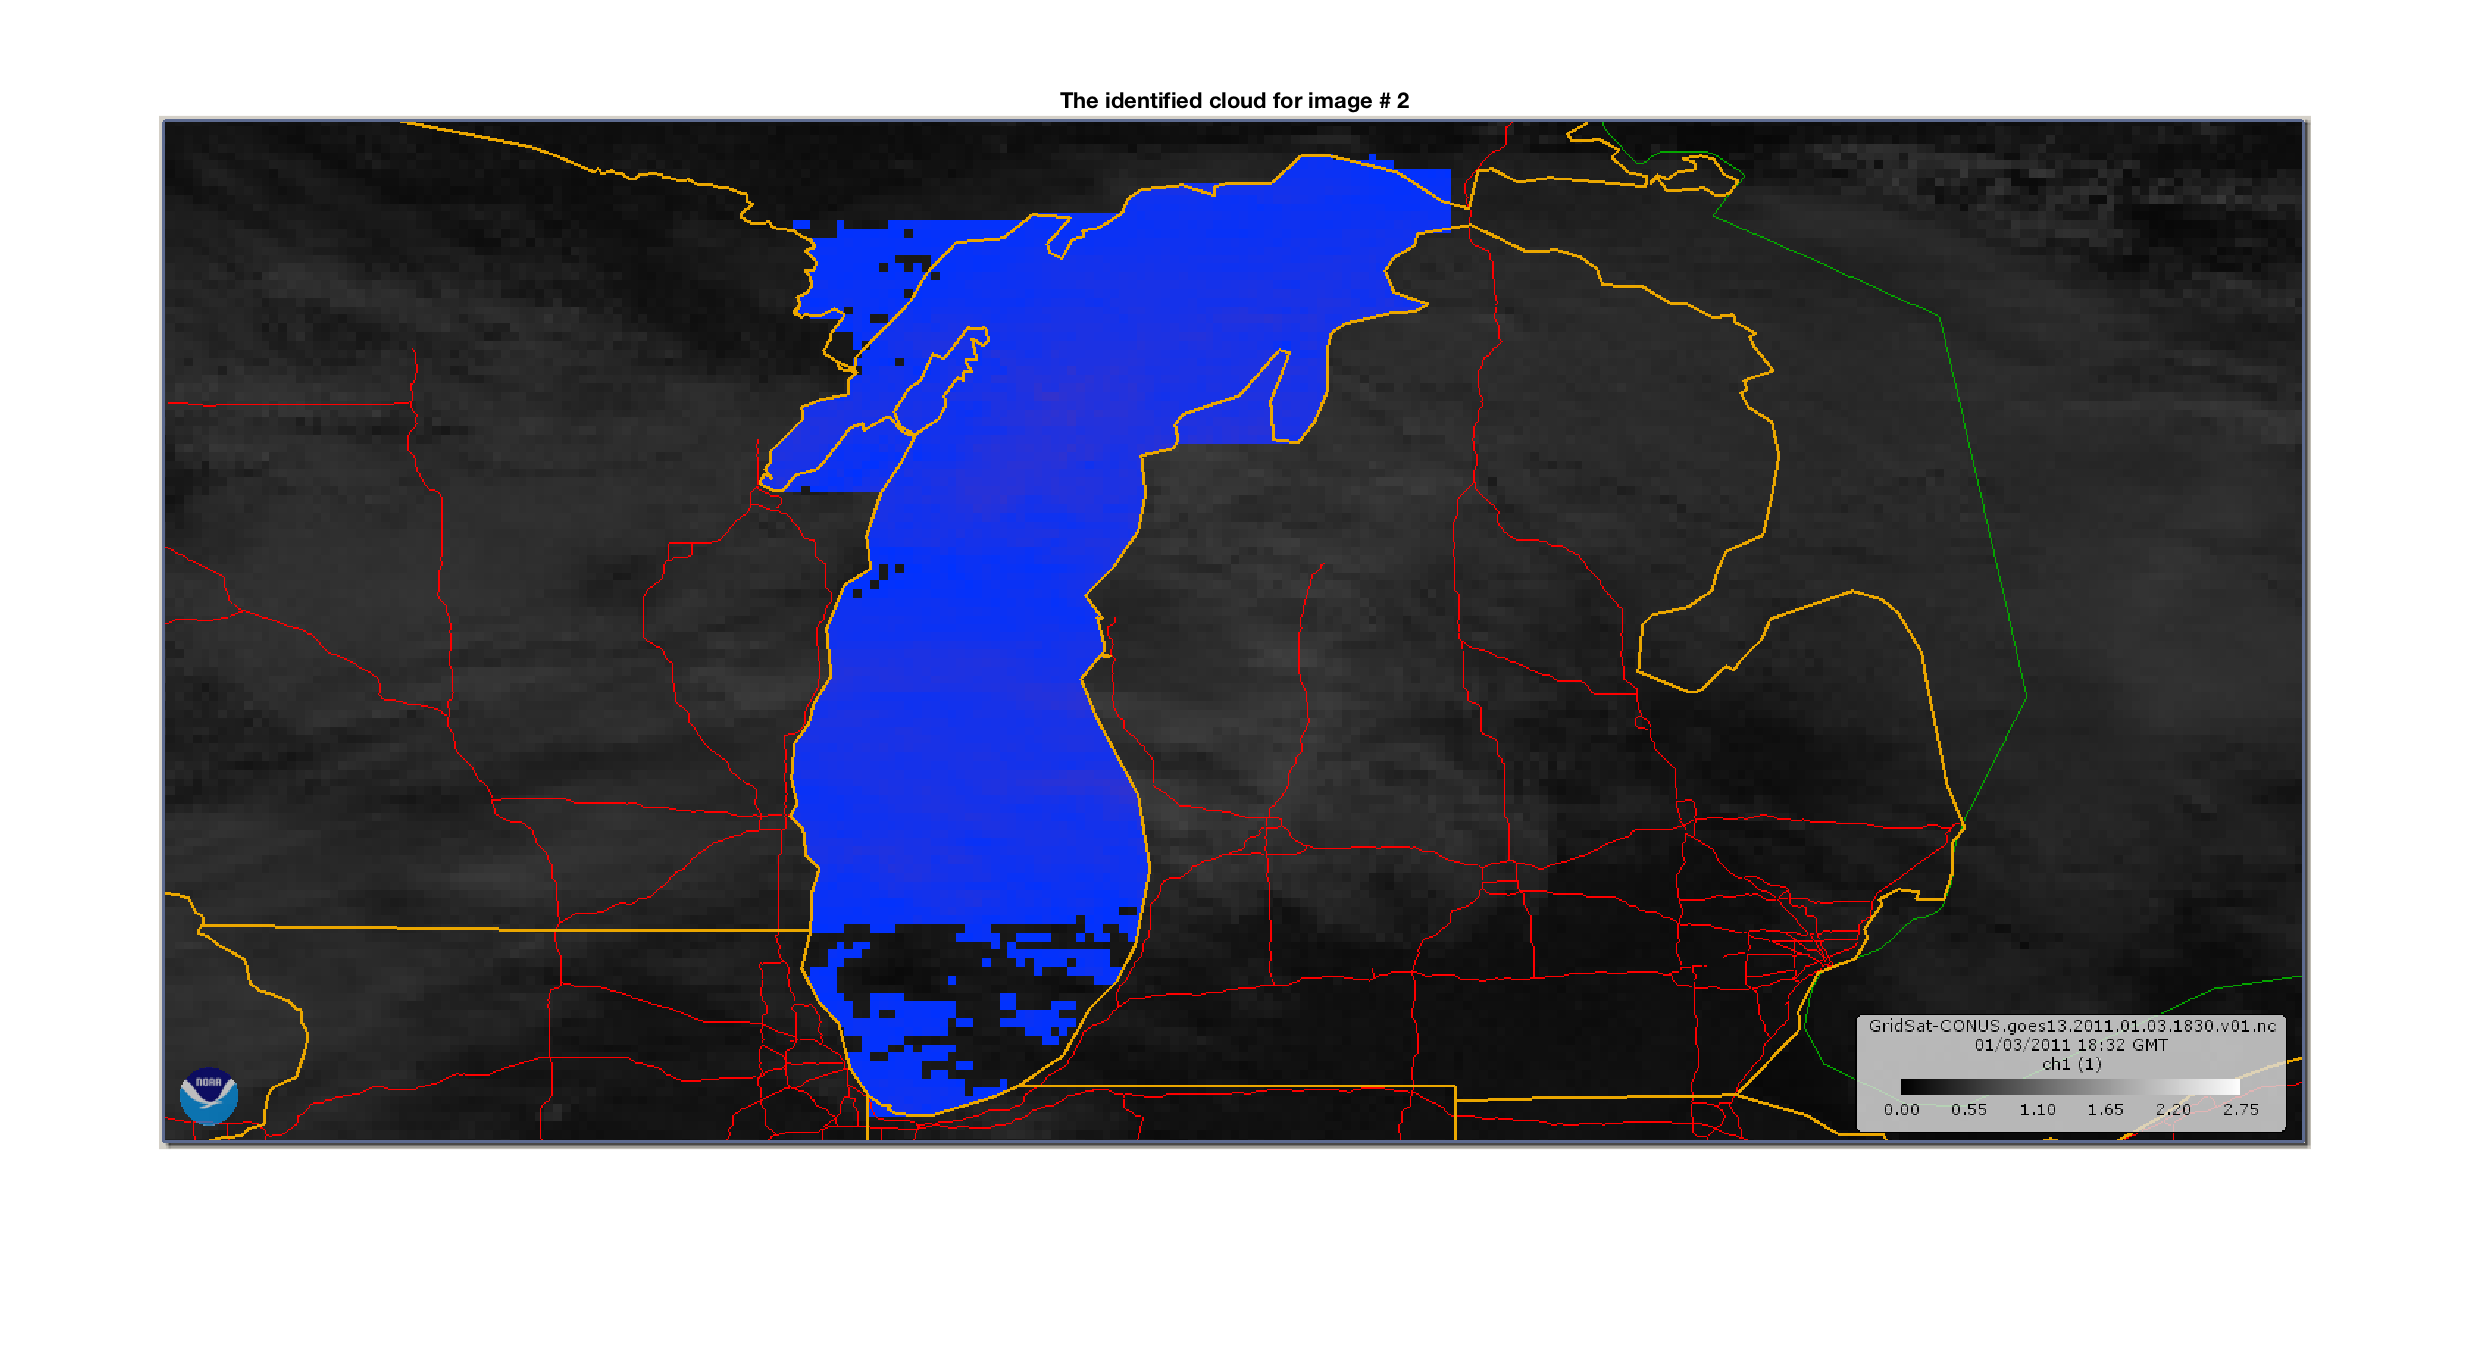 The identified cloud for image # 2
NOAA
GridSat-CONUS.goes13.2011.01.03.1830.v01.nc
01/03/2011 18:32 GMT
ch1 (1)
0.00 0.55 1.10 1.65 2.20 2.75